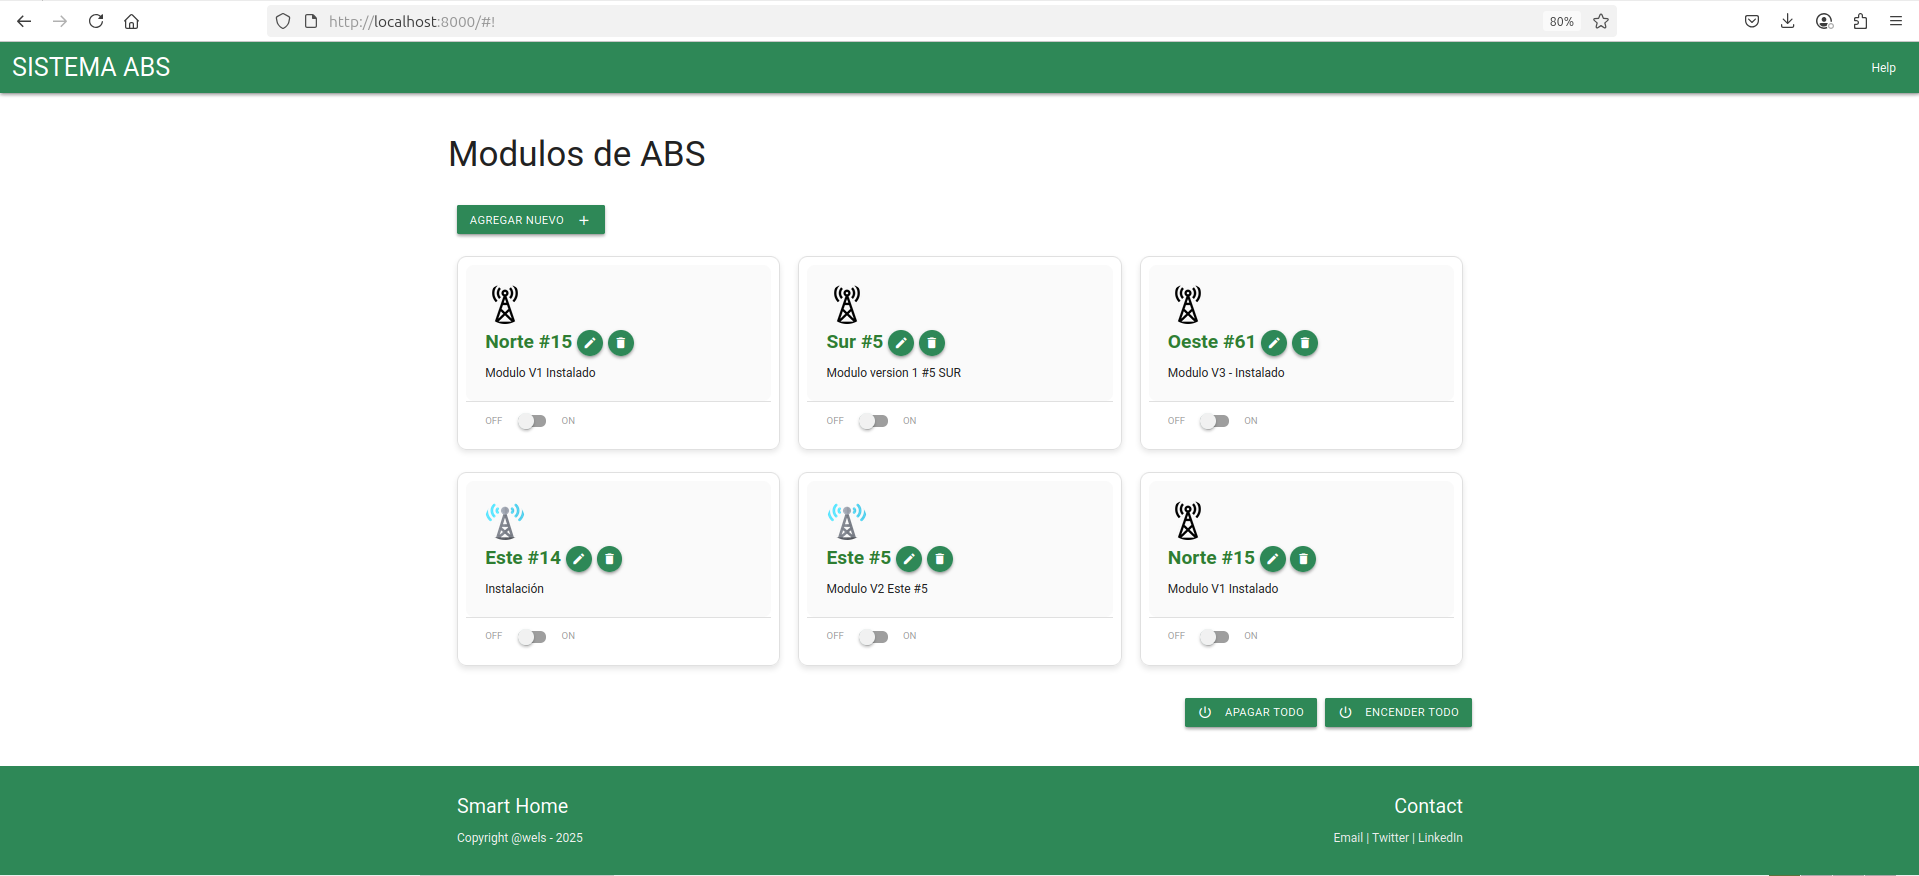 http://localhost:8000/#!
80%
SISTEMA ABS
Help
Modulos de ABS
AGREGAR NUEVO +
Norte #15
Modulo V1 Instalado
OFF ON
Sur #5
Modulo version 1 #5 SUR
OFF ON
Oeste #61
Modulo V3 - Instalado
OFF ON
Este #14
Instalación
OFF ON
Este #5
Modulo V2 Este #5
OFF ON
Norte #15
Modulo V1 Instalado
OFF ON
APAGAR TODO
ENCENDER TODO
Smart Home
Copyright @wels - 2025
Contact
Email | Twitter | LinkedIn